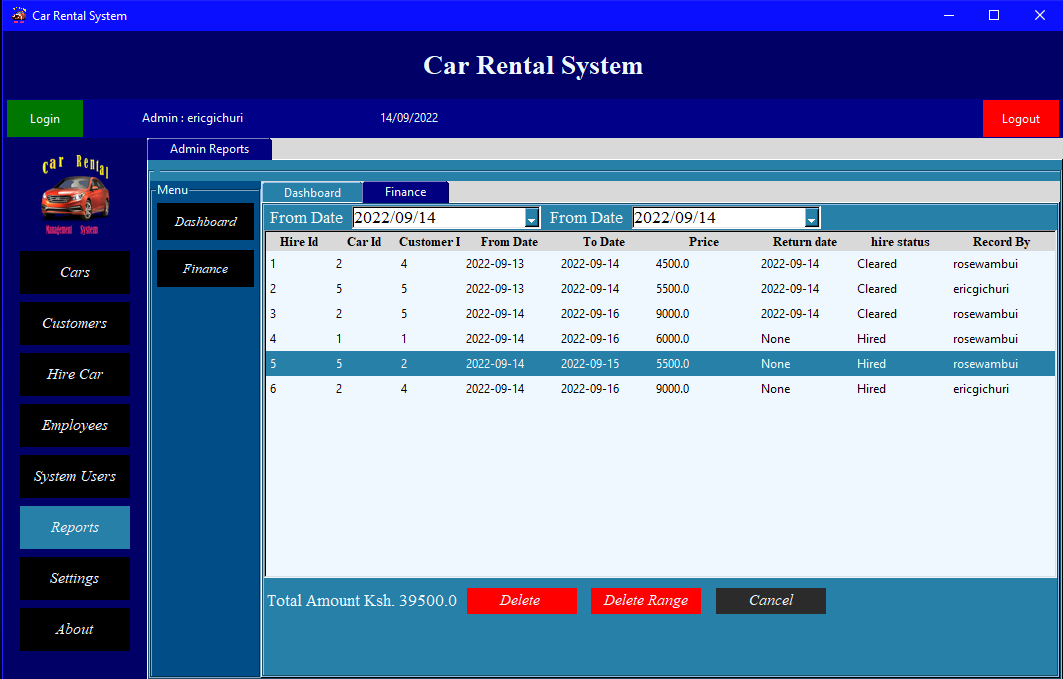 Car Rental System
Car Rental System
Login Admin : ericgichuri 14/09/2022 Logout
Car Rental
Management System
Cars
Customers
Hire Car
Employees
System Users
Reports
Settings
About
Admin Reports
Menu
Dashboard
Finance
Dashboard Finance
From Date 2022/09/14 From Date 2022/09/14
Hire Id Car Id Customer I From Date To Date Price Return date hire status Record By
1 2 4 2022-09-13 2022-09-14 4500.0 2022-09-14 Cleared rosewambui
2 5 5 2022-09-13 2022-09-14 5500.0 2022-09-14 Cleared ericgichuri
3 2 5 2022-09-14 2022-09-16 9000.0 2022-09-14 Cleared rosewambui
4 1 1 2022-09-14 2022-09-16 6000.0 None Hired rosewambui
5 5 2 2022-09-14 2022-09-15 5500.0 None Hired rosewambui
6 2 4 2022-09-14 2022-09-16 9000.0 None Hired ericgichuri
Total Amount Ksh. 39500.0 Delete Delete Range Cancel